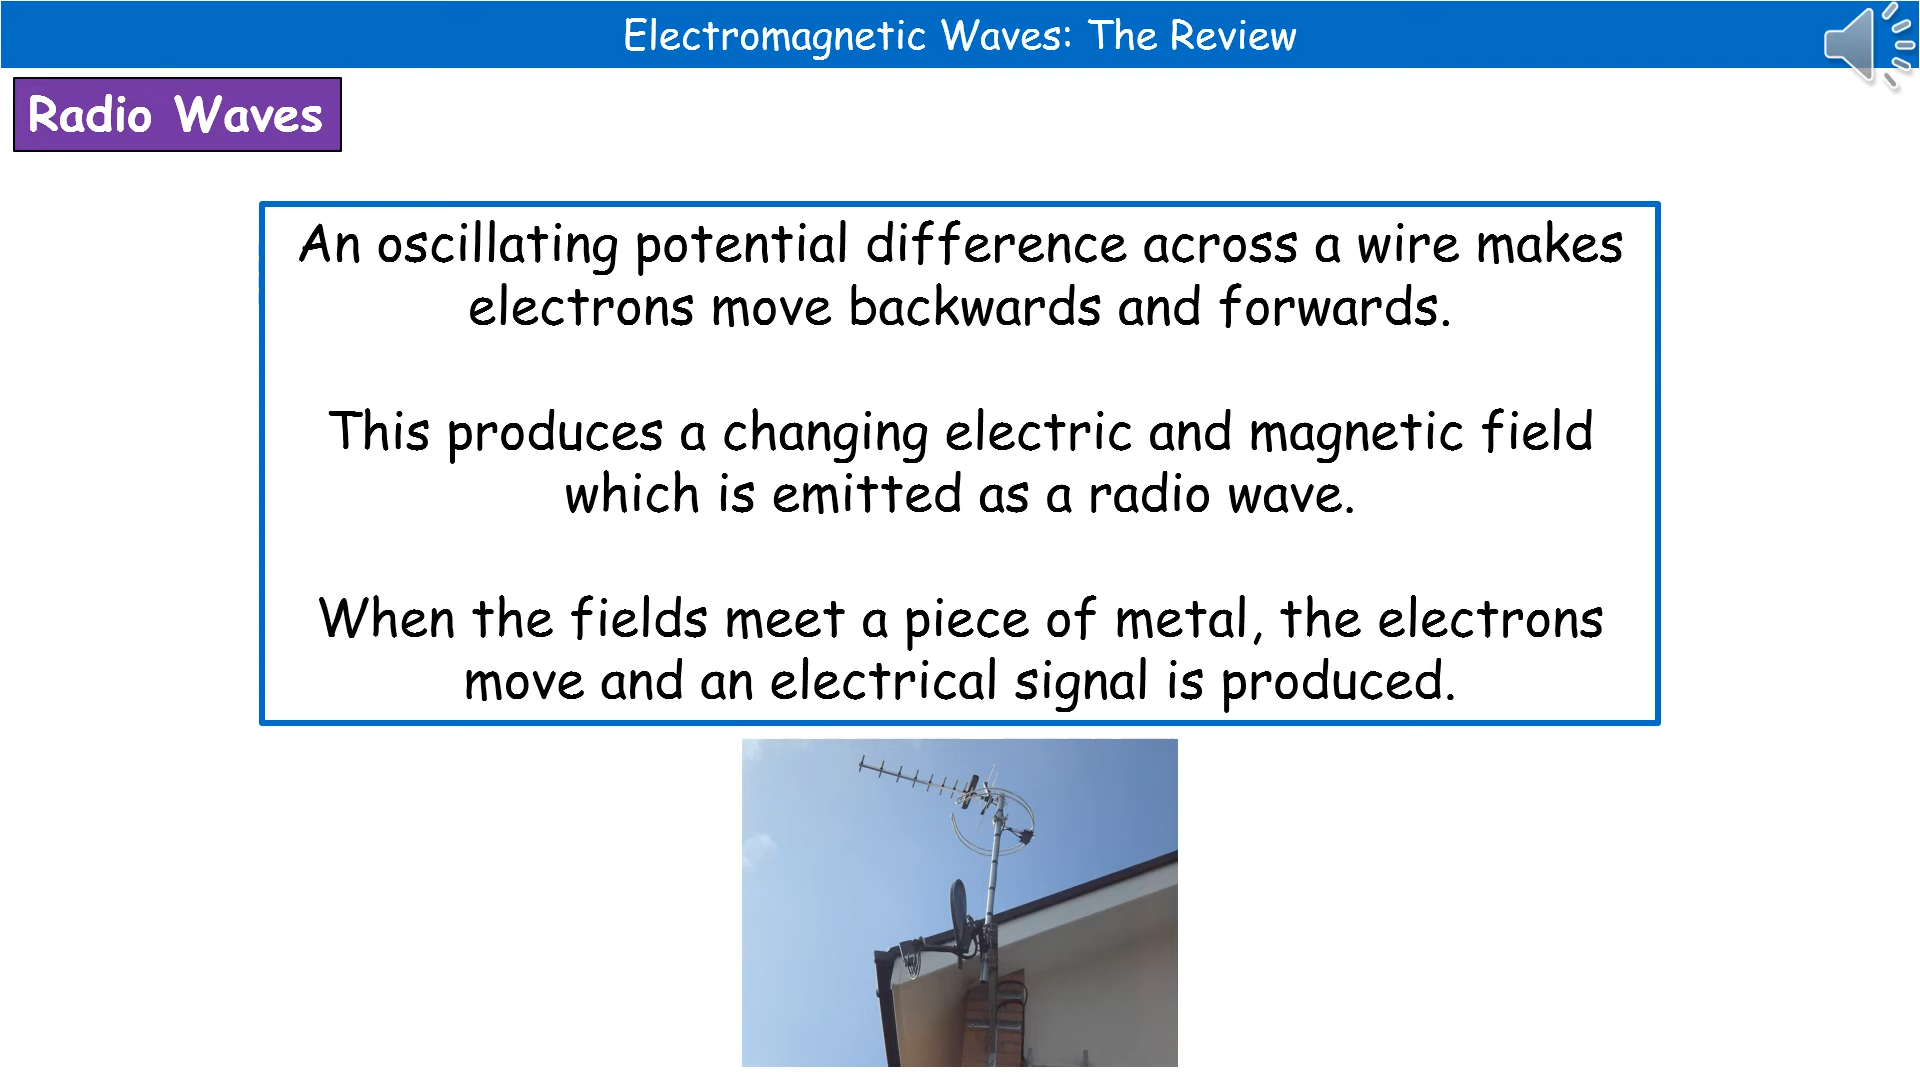 Electromagnetic Waves: The Review
Radio Waves
An oscillating potential difference across a wire makes
electrons move backwards and forwards.
This produces a changing electric and magnetic field
which is emitted as a radio wave.
When the fields meet a piece of metal, the electrons
move and an electrical signal is produced.